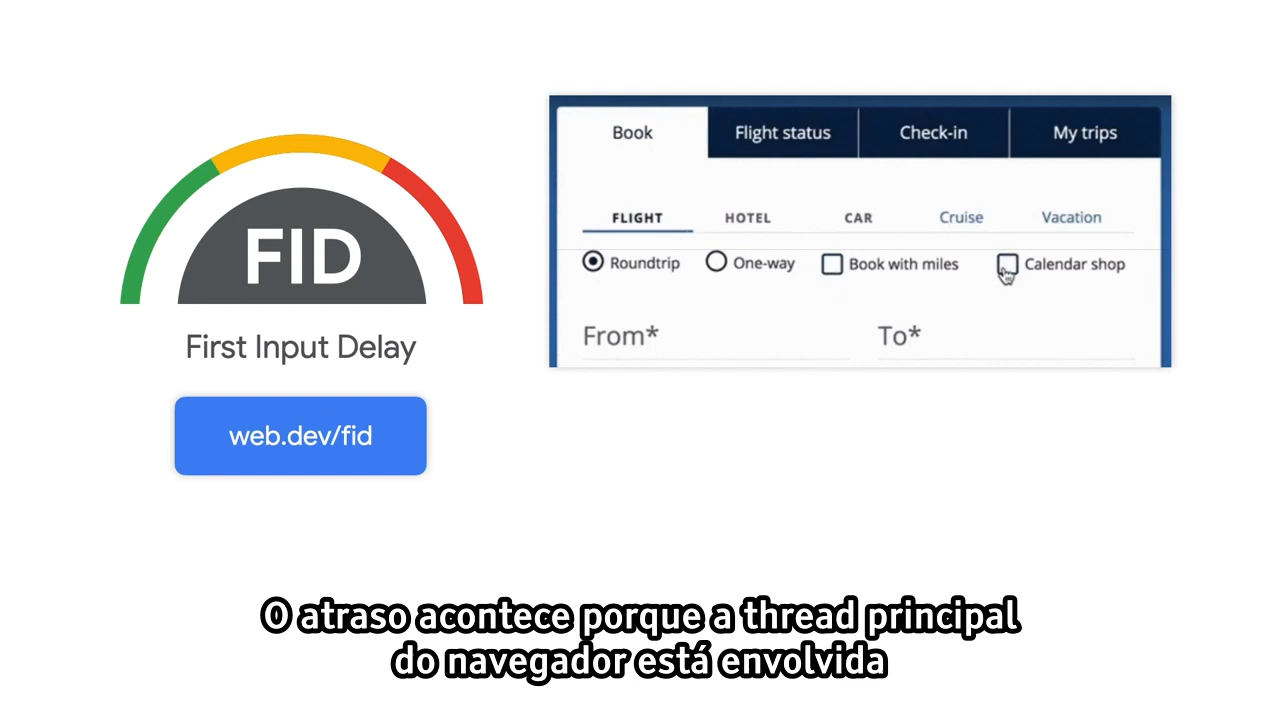 FID
First Input Delay
web.dev/fid
Book Flight status Check-in My trips
FLIGHT HOTEL CAR Cruise Vacation
Roundtrip One-way Book with miles Calendar shop
From* To*
O atraso acontece porque a thread principal
do navegador está envolvida